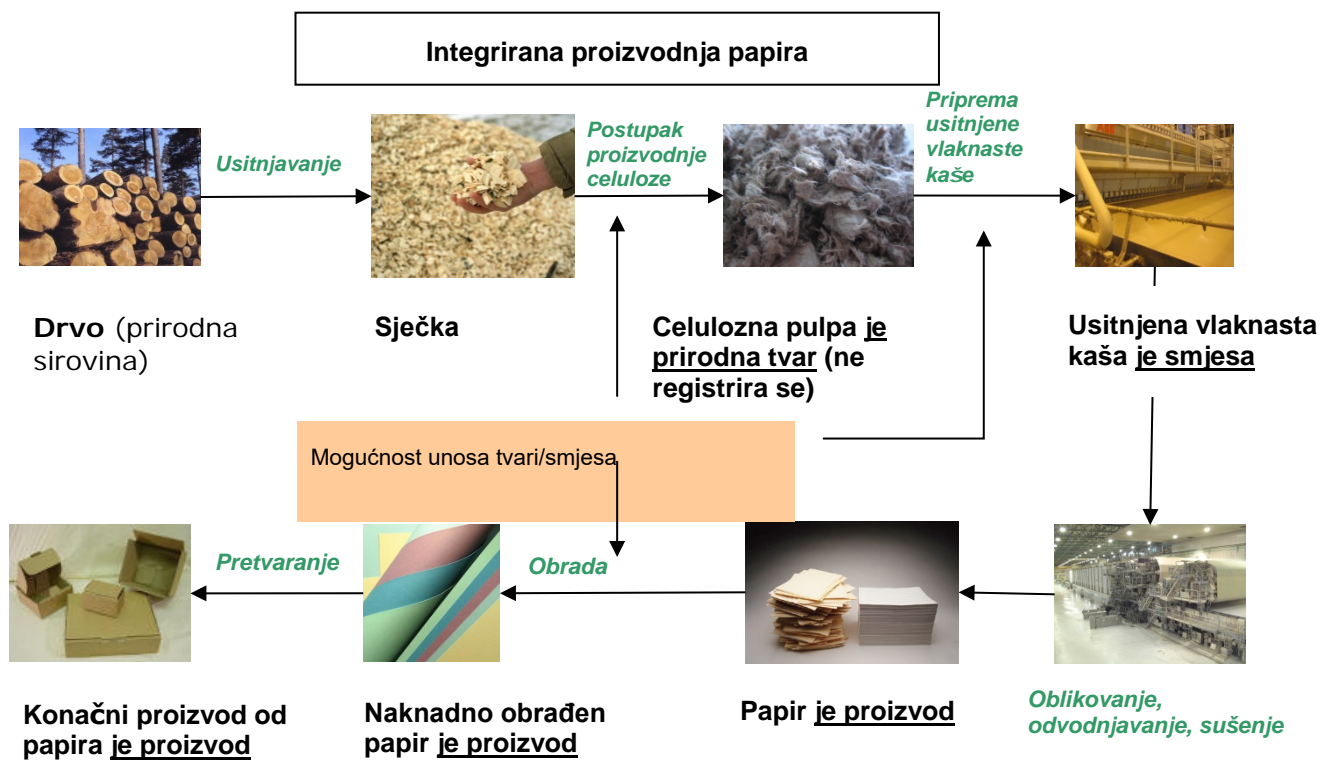 Integrirana proizvodnja papira
Usitnjavanje
Postupak
proizvodnje
celuloze
Priprema
usitnjene
vlaknaste
kaše
Drvo (prirodna
sirovina)
Sječka
Celulozna pulpa je
prirodna tvar (ne
registrira se)
Usitnjena vlaknasta
kaša je smjesa
Mogućnost unosa tvari/smjesa
Pretvaranje
Obrada
Konačni proizvod od
papira je proizvod
Naknadno obrađen
papir je proizvod
Papir je proizvod
Oblikovanje,
odvodnjavanje, sušenje